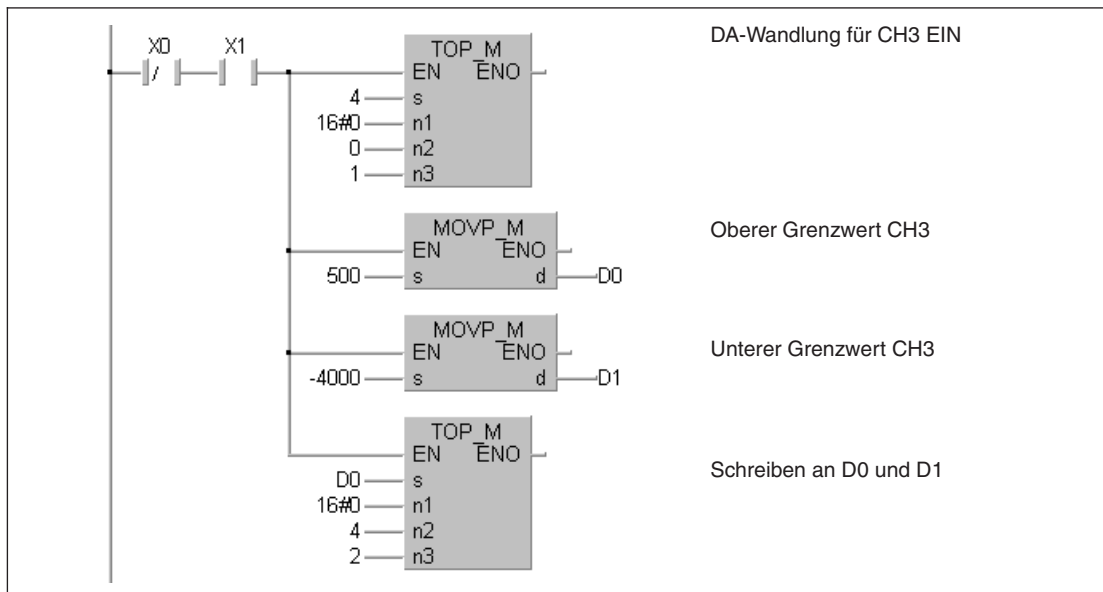 X0 X1 TOP_M DA-Wandlung für CH3 EIN
/ EN ENO
4 s
16#0 n1
0 n2
1 n3
MOVP_M Oberer Grenzwert CH3
EN ENO
500 s d D0
MOVP_M
EN ENO Unterer Grenzwert CH3
-4000 s d D1
TOP_M
EN ENO
D0 s Schreiben an D0 und D1
16#0 n1
4 n2
2 n3